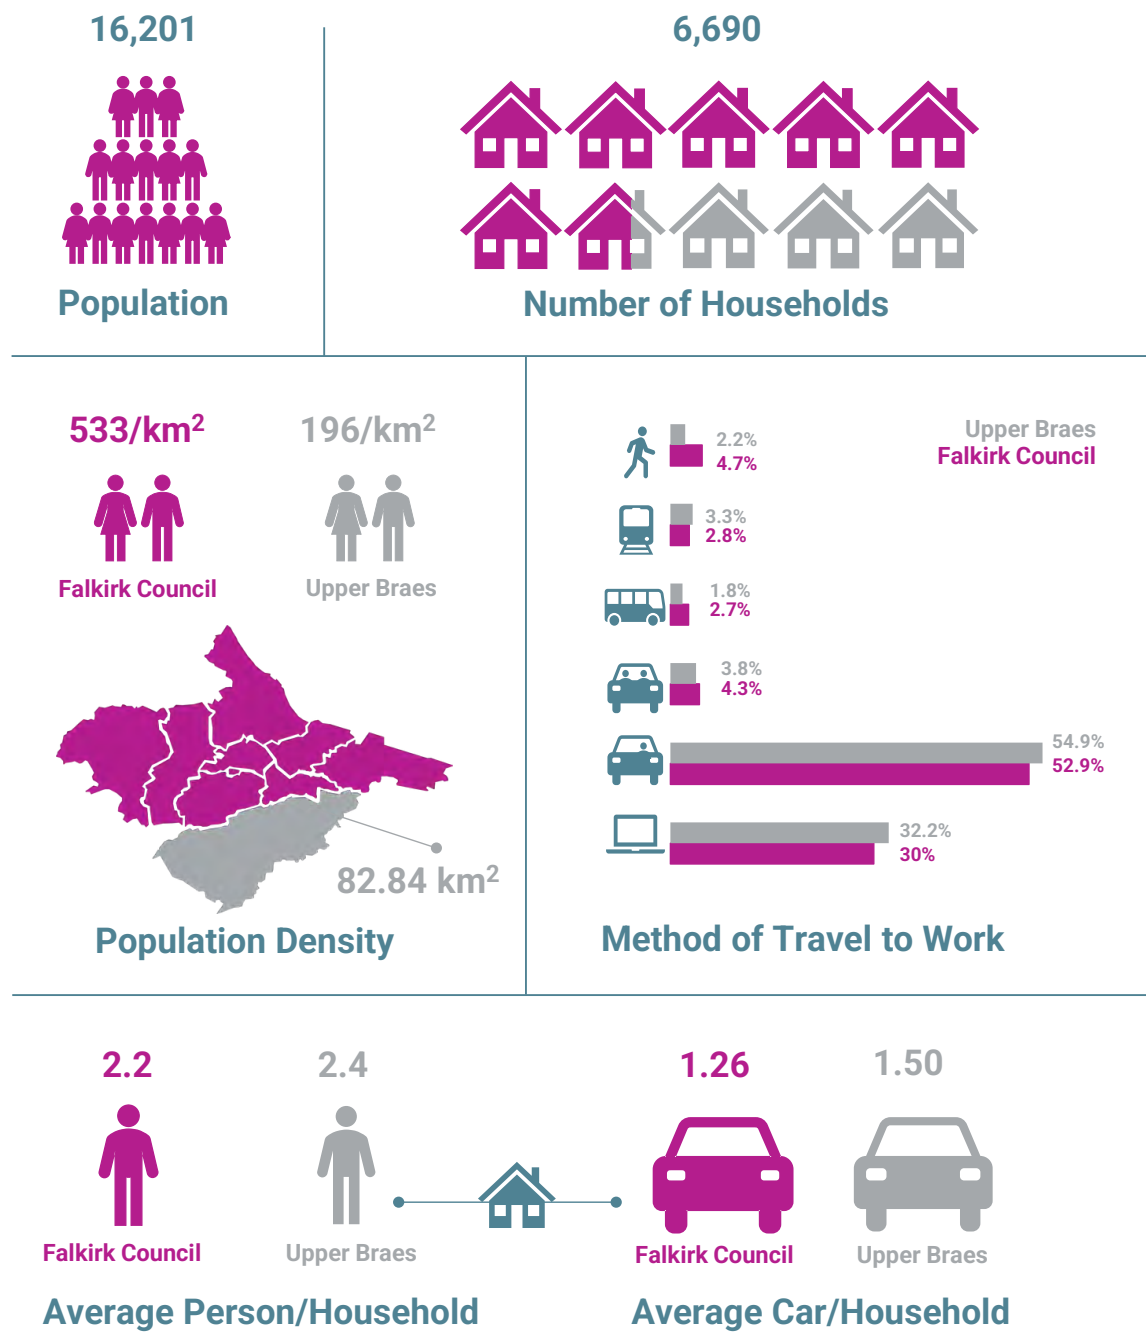 16,201
Population
6,690
Number of Households
533/km²
Falkirk Council
196/km²
Upper Braes
82.84 km²
Population Density
Upper Braes
Falkirk Council
2.2%
4.7%
3.3%
2.8%
1.8%
2.7%
3.8%
4.3%
54.9%
52.9%
32.2%
30%
Method of Travel to Work
2.2
Falkirk Council
2.4
Upper Braes
Average Person/Household
1.26
Falkirk Council
1.50
Upper Braes
Average Car/Household